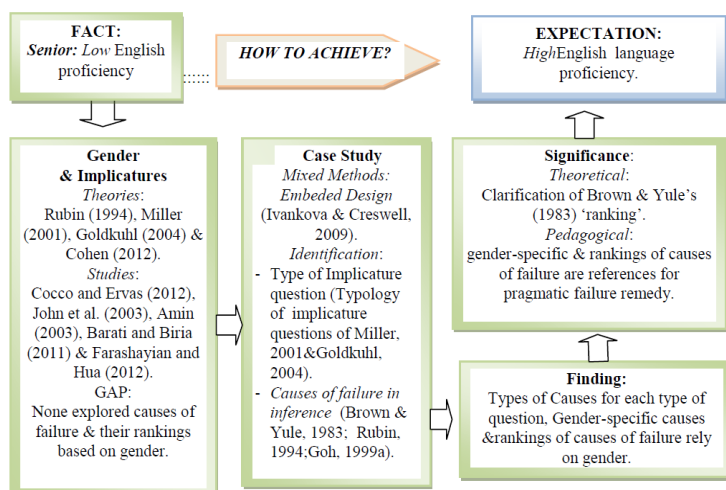 FACT:
Senior: Low English
proficiency
HOW TO ACHIEVE?
EXPECTATION:
HighEnglish language
proficiency.
Gender
& Implicatures
Theories:
Rubin (1994), Miller
(2001), Goldkuhl (2004) &
Cohen (2012).
Studies:
Cocco and Ervas (2012),
John et al. (2003), Amin
(2003), Barati and Biria
(2011) & Farashayian and
Hua (2012).
GAP:
None explored causes of
failure & their rankings
based on gender.
Case Study
Mixed Methods:
Embeded Design
(Ivankova & Creswell,
2009).
Identification:
- Type of Implicature
question (Typology
of implicature
questions of Miller,
2001&Goldkuhl,
2004).
- Causes of failure in
inference (Brown &
Yule, 1983; Rubin,
1994;Goh, 1999a).
Significance:
Theoretical:
Clarification of Brown & Yule's
(1983) 'ranking'.
Pedagogical:
gender-specific & rankings of causes
of failure are references for
pragmatic failure remedy.
Finding:
Types of Causes for each type of
question, Gender-specific causes
&rankings of causes of failure rely
on gender.